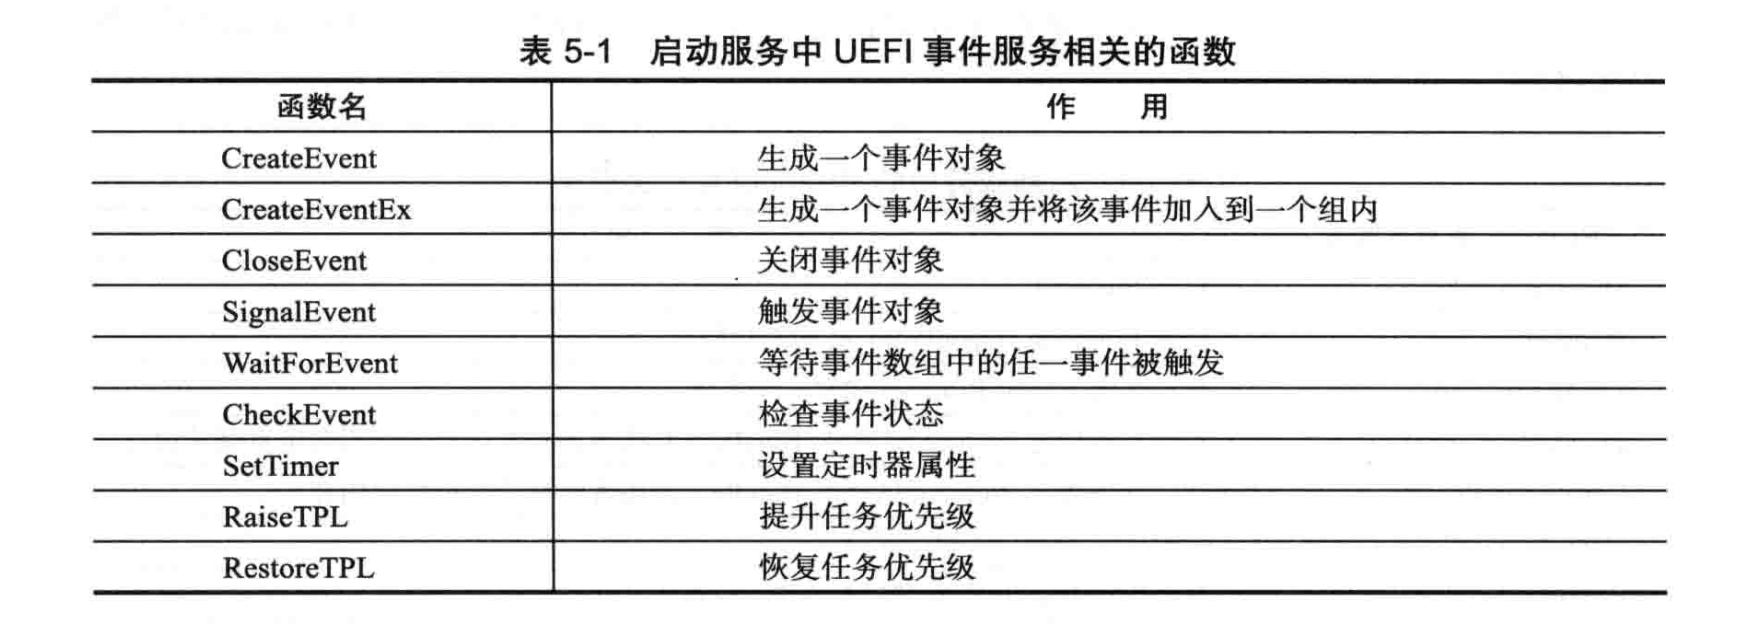 表 5-1 启动服务中 UEFI 事件服务相关的函数
函数名 作 用
CreateEvent 生成一个事件对象
CreateEventEx 生成一个事件对象并将该事件加入到一个组内
CloseEvent 关闭事件对象
SignalEvent 触发事件对象
WaitForEvent 等待事件数组中的任一事件被触发
CheckEvent 检查事件状态
SetTimer 设置定时器属性
RaiseTPL 提升任务优先级
RestoreTPL 恢复任务优先级